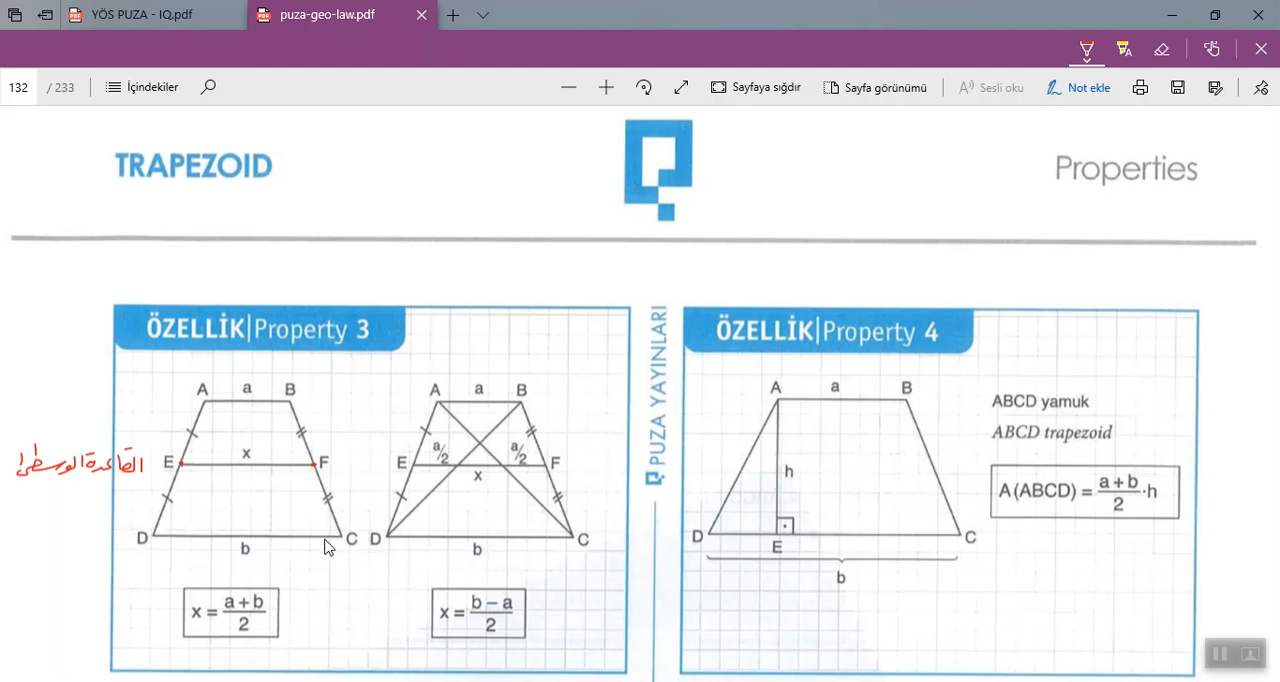 YÖS PUZA - IQ.pdf
puza-geo-law.pdf
132 / 233
İçindekiler
Sayfaya sığdır
Sayfa görünümü
Sesli oku
Not ekle
TRAPEZOID
Properties
ÖZELLİK|Property 3
A a B
E x F
D b C
x = a+b / 2
A a B
E a/2 a/2 F
x
D b C
x = b−a / 2
القاعدة الوسطى
PUZA YAYINLARI
ÖZELLİK|Property 4
A a B
h
D E C
b
ABCD yamuk
ABCD trapezoid
A(ABCD) = a+b / 2 · h